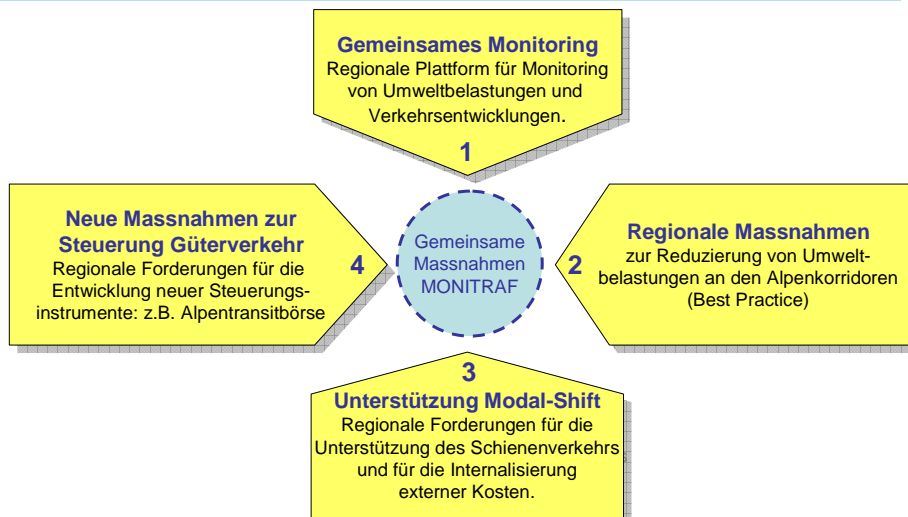 Gemeinsames Monitoring
Regionale Plattform für Monitoring
von Umweltbelastungen und
Verkehrsentwicklungen.
1
Neue Massnahmen zur
Steuerung Güterverkehr
Regionale Forderungen für die
Entwicklung neuer Steuerungs-
instrumente: z.B. Alpentransitbörse
4
Gemeinsame
Massnahmen
MONITRAF
2
Regionale Massnahmen
zur Reduzierung von Umwelt-
belastungen an den Alpenkorridoren
(Best Practice)
3
Unterstützung Modal-Shift
Regionale Forderungen für die
Unterstützung des Schienenverkehrs
und für die Internalisierung
externer Kosten.